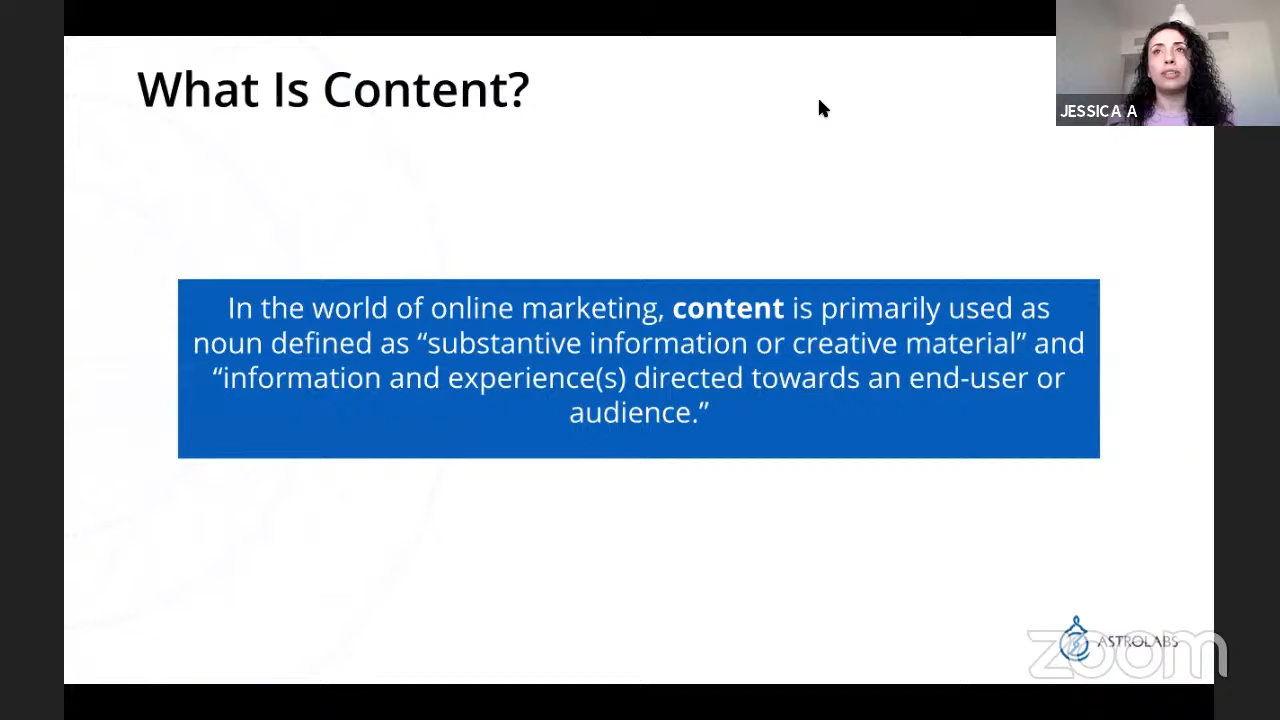 What Is Content?
JESSICA A
In the world of online marketing, content is primarily used as
noun defined as “substantive information or creative material” and
“information and experience(s) directed towards an end-user or
audience.”
ASTROLABS
zoom